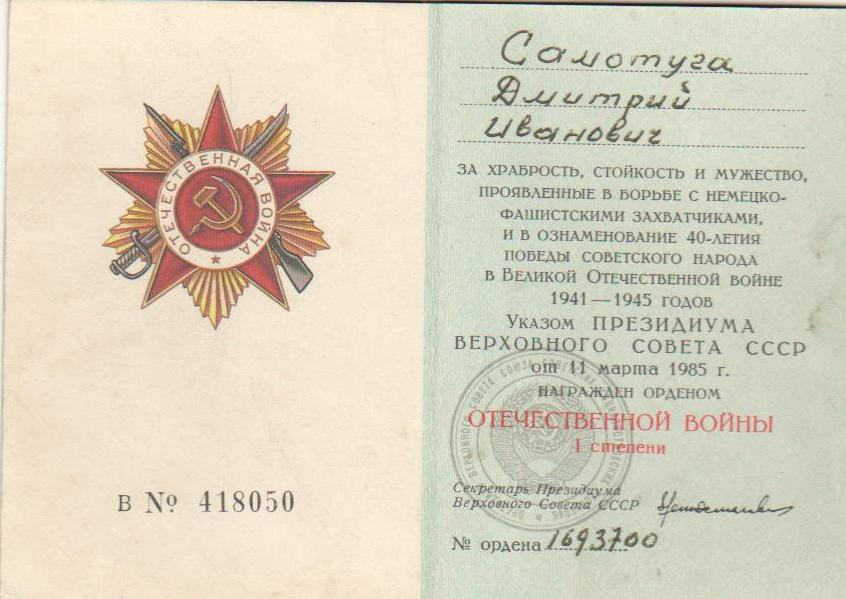 ОТЕЧЕСТВЕННАЯ ВОЙНА
В № 418050
Самотуга
Дмитрий
Иванович
ЗА ХРАБРОСТЬ, СТОЙКОСТЬ И МУЖЕСТВО,
ПРОЯВЛЕННЫЕ В БОРЬБЕ С НЕМЕЦКО-
ФАШИСТСКИМИ ЗАХВАТЧИКАМИ,
И В ОЗНАМЕНОВАНИЕ 40-ЛЕТИЯ
ПОБЕДЫ СОВЕТСКОГО НАРОДА
В ВЕЛИКОЙ ОТЕЧЕСТВЕННОЙ ВОЙНЕ
1941—1945 ГОДОВ
УКАЗОМ ПРЕЗИДИУМА
ВЕРХОВНОГО СОВЕТА СССР
от 11 марта 1985 г.
НАГРАЖДЕН ОРДЕНОМ
ОТЕЧЕСТВЕННОЙ ВОЙНЫ
I степени
Секретарь Президиума
Верховного Совета СССР
№ ордена 1693700